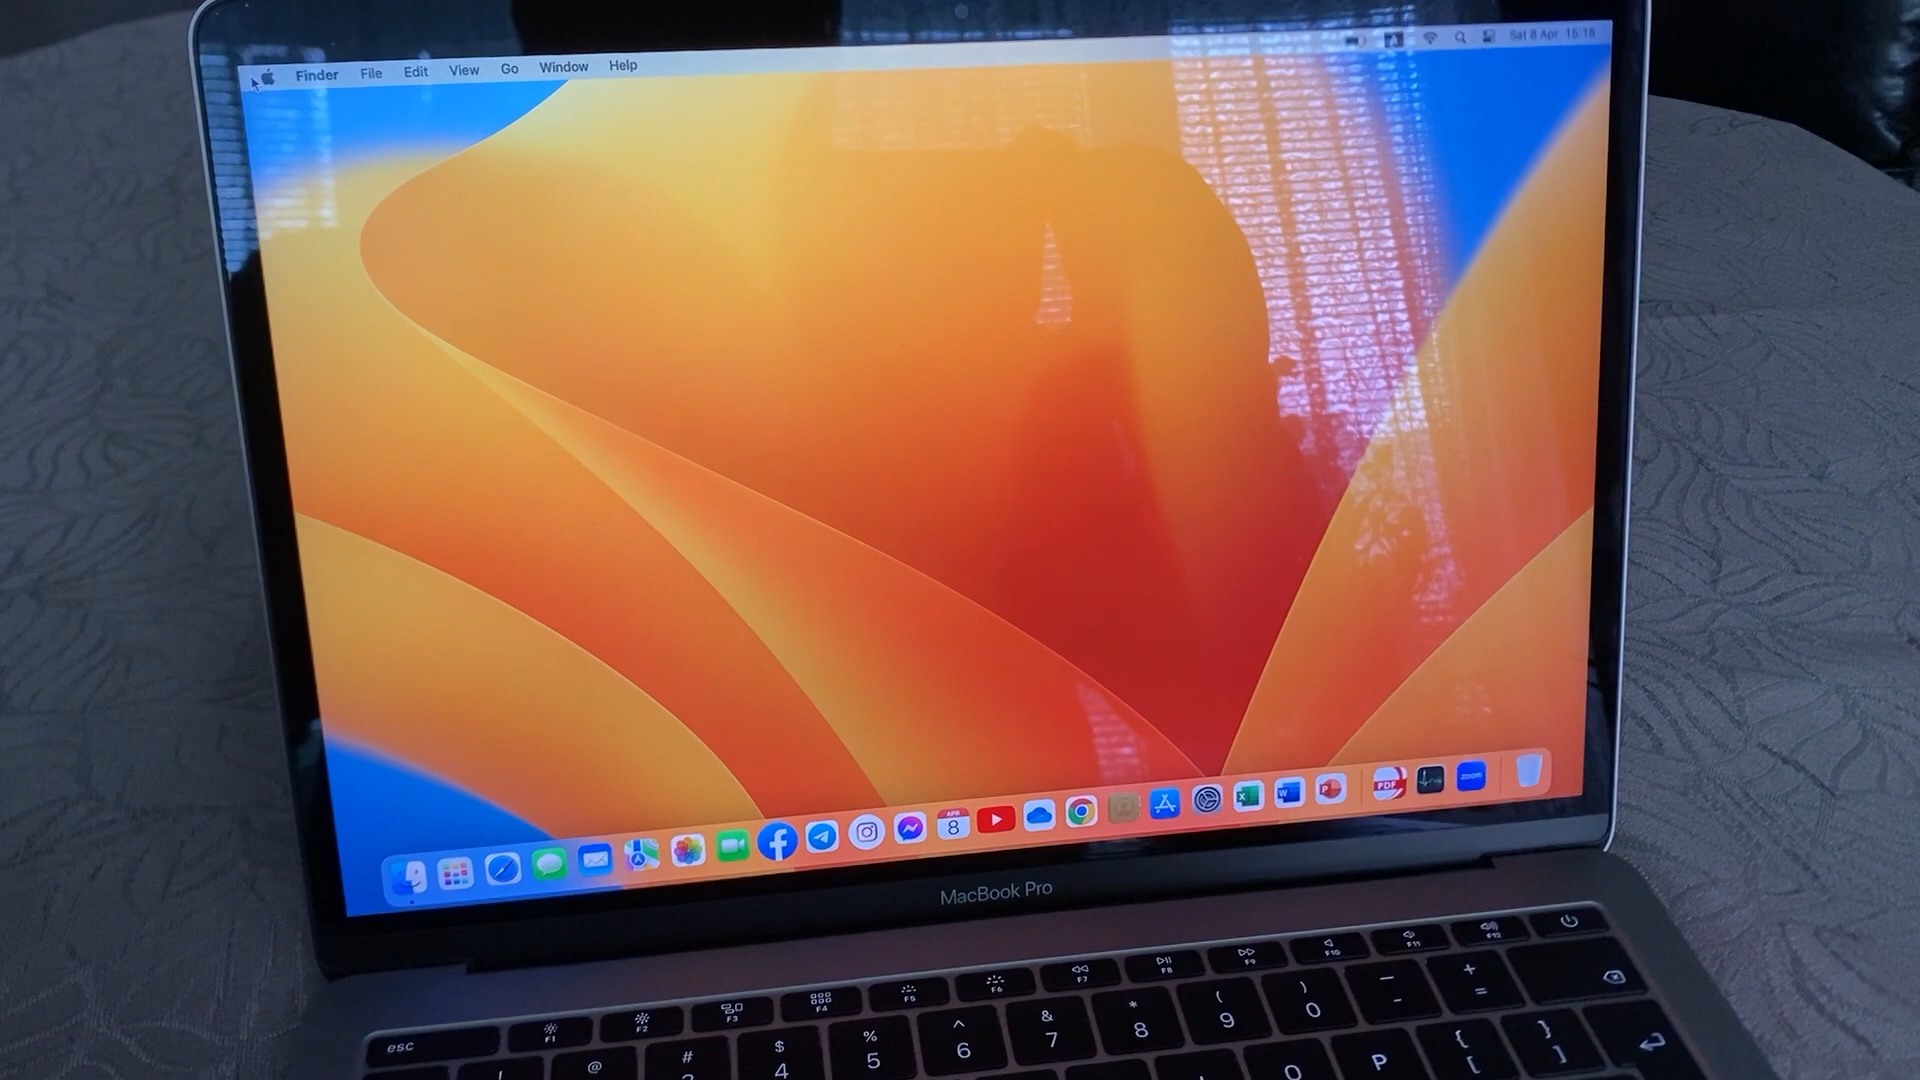 Finder File Edit View Go Window Help
Sat 8 Apr 15:18
APR
8
X
W
P
PDF
zoom
MacBook Pro
esc
F1
F2
F3
F4
F5
F6
F7
F8
F9
F10
F11
F12
@
#
$ 4
% 5
^ 6
& 7
* 8
( 9
) 0
— -
+ =
P
{ [
} ]